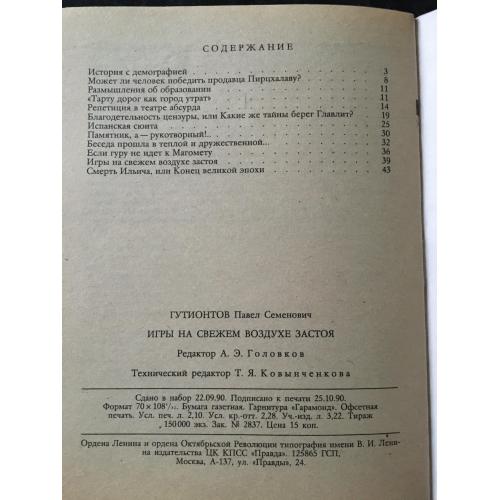 СОДЕРЖАНИЕ
История с демографией . . . . . . . . . . 3
Может ли человек победить продавца Пирцхалаву? . . . . 8
Размышления об образовании . . . . . . . . 11
«Тарту дорог как город утрат» . . . . . . . . 11
Репетиция в театре абсурда . . . . . . . . 14
Благодетельность цензуры, или Какие же тайны берег Главлит? . . 19
Испанская сюита . . . . . . . . . . 25
Памятник, а — рукотворный!.. . . . . . . . . 30
Беседа прошла в теплой и дружественной... . . . . . 32
Если гуру не идет к Магомету . . . . . . . . 36
Игры на свежем воздухе застоя . . . . . . . . 39
Смерть Ильича, или Конец великой эпохи . . . . . 43
ГУТИОНТОВ Павел Семенович
ИГРЫ НА СВЕЖЕМ ВОЗДУХЕ ЗАСТОЯ
Редактор А. Э. Головков
Технический редактор Т. Я. Ковынченкова
Сдано в набор 22.09.90. Подписано к печати 25.10.90.
Формат 70 × 108¹/₃₂. Бумага газетная. Гарнитура «Гарамонд». Офсетная
печать. Усл. печ. л. 2,10. Усл. кр.-отт. 2,28. Уч.-изд. л. 3,22. Тираж
150 000 экз. Зак. № 2837. Цена 15 коп.
Ордена Ленина и ордена Октябрьской Революции типография имени В. И. Лени-
на издательства ЦК КПСС «Правда». 125865 ГСП,
Москва, А-137, ул. «Правды», 24.